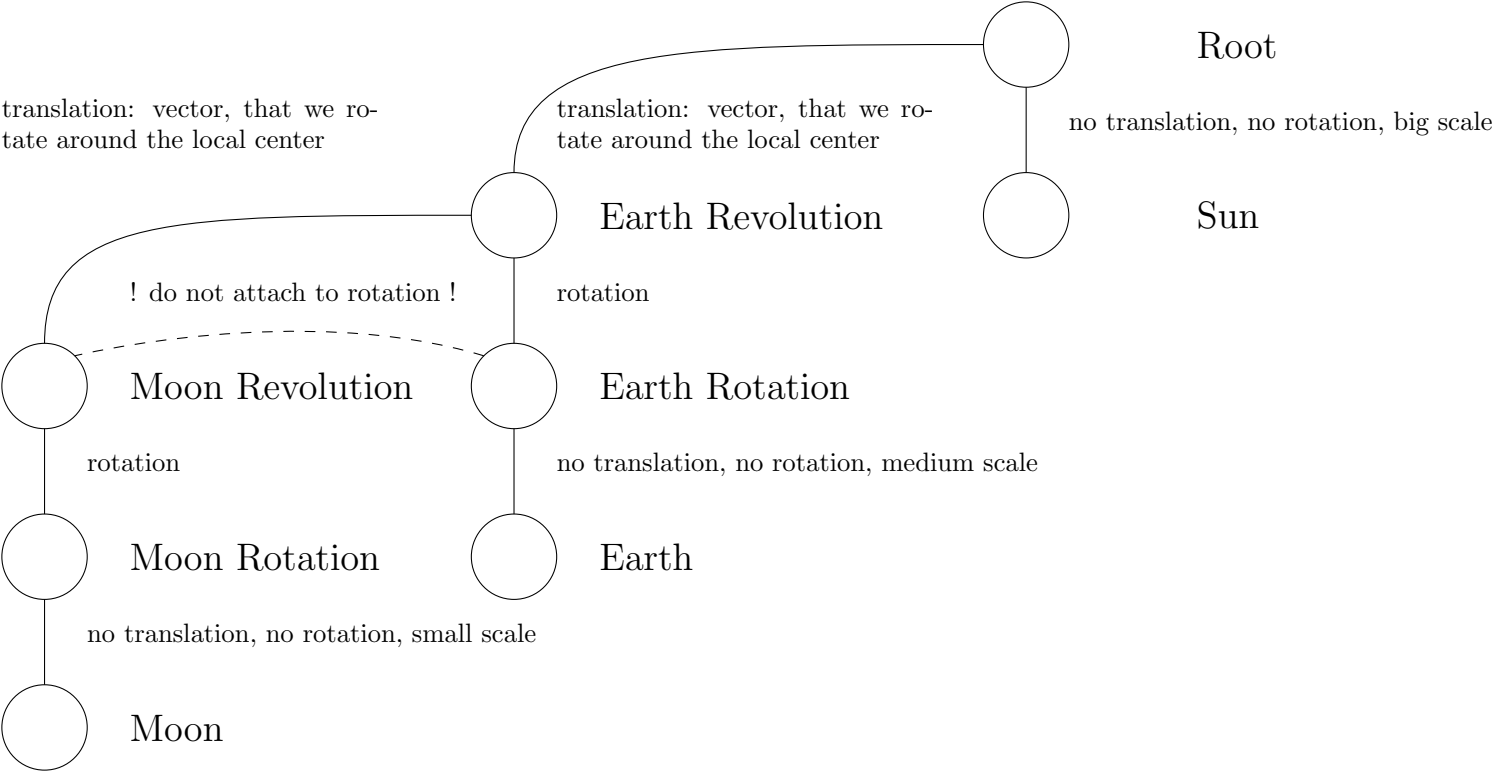 Root
translation: vector, that we ro-
tate around the local center
translation: vector, that we ro-
tate around the local center
no translation, no rotation, big scale
Earth Revolution
Sun
! do not attach to rotation !
rotation
Moon Revolution
Earth Rotation
rotation
no translation, no rotation, medium scale
Moon Rotation
Earth
no translation, no rotation, small scale
Moon